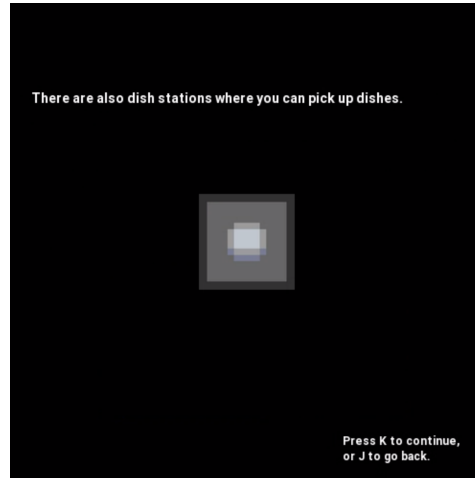 There are also dish stations where you can pick up dishes.
Press K to continue,
or J to go back.